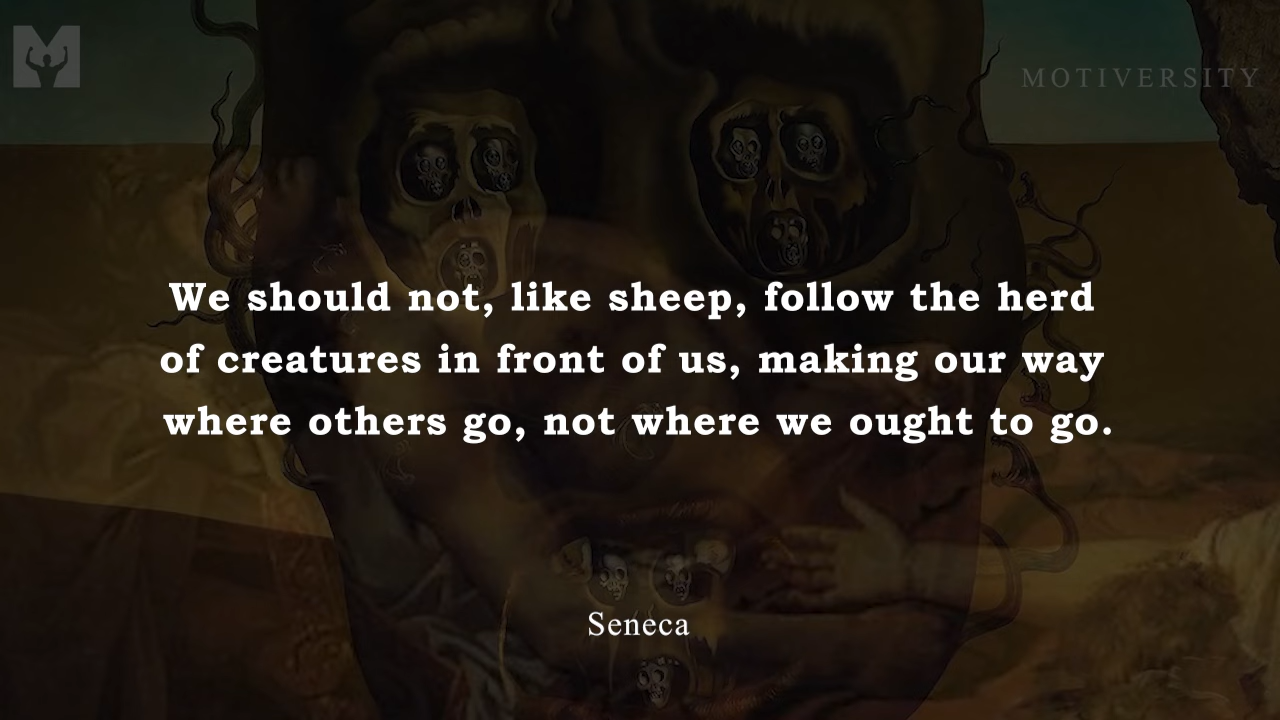 MOTIVERSITY
We should not, like sheep, follow the herd
of creatures in front of us, making our way
where others go, not where we ought to go.
Seneca